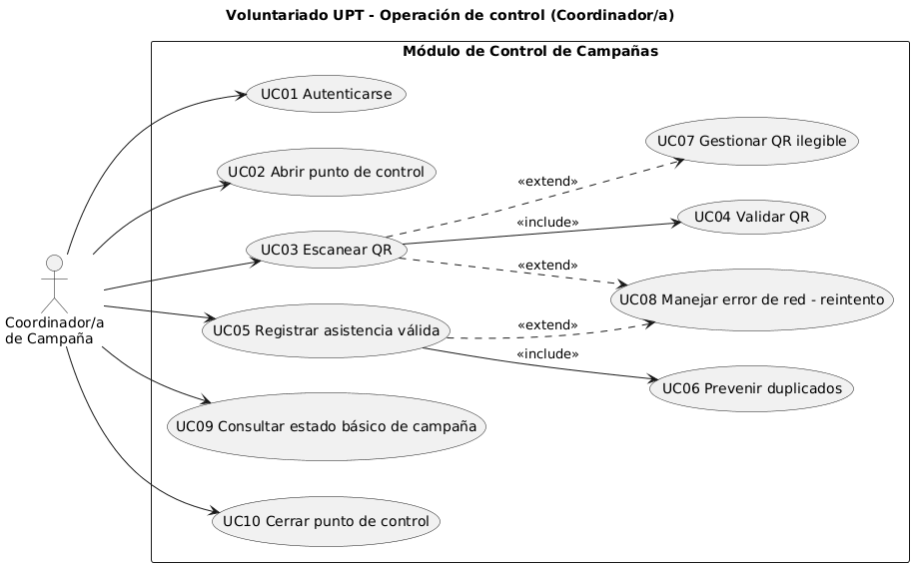 Voluntariado UPT - Operación de control (Coordinador/a)
Módulo de Control de Campañas
UC01 Autenticarse
UC07 Gestionar QR ilegible
UC02 Abrir punto de control
«extend»
UC04 Validar QR
«include»
UC03 Escanear QR
«extend»
UC08 Manejar error de red - reintento
Coordinador/a
de Campaña
UC05 Registrar asistencia válida
«extend»
«include»
UC06 Prevenir duplicados
UC09 Consultar estado básico de campaña
UC10 Cerrar punto de control